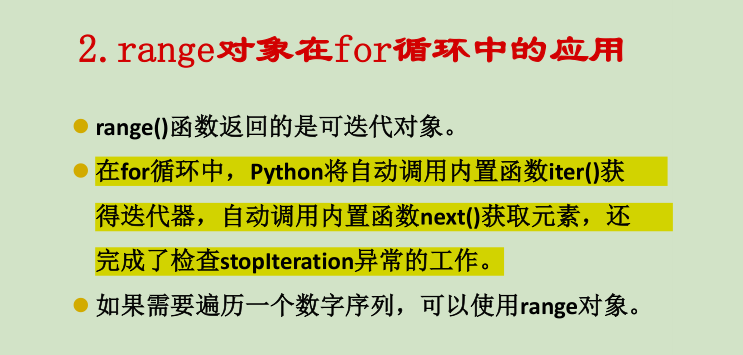 2.range对象在for循环中的应用
range()函数返回的是可迭代对象。
在for循环中，Python将自动调用内置函数iter()获
得迭代器，自动调用内置函数next()获取元素，还
完成了检查stopIteration异常的工作。
如果需要遍历一个数字序列，可以使用range对象。